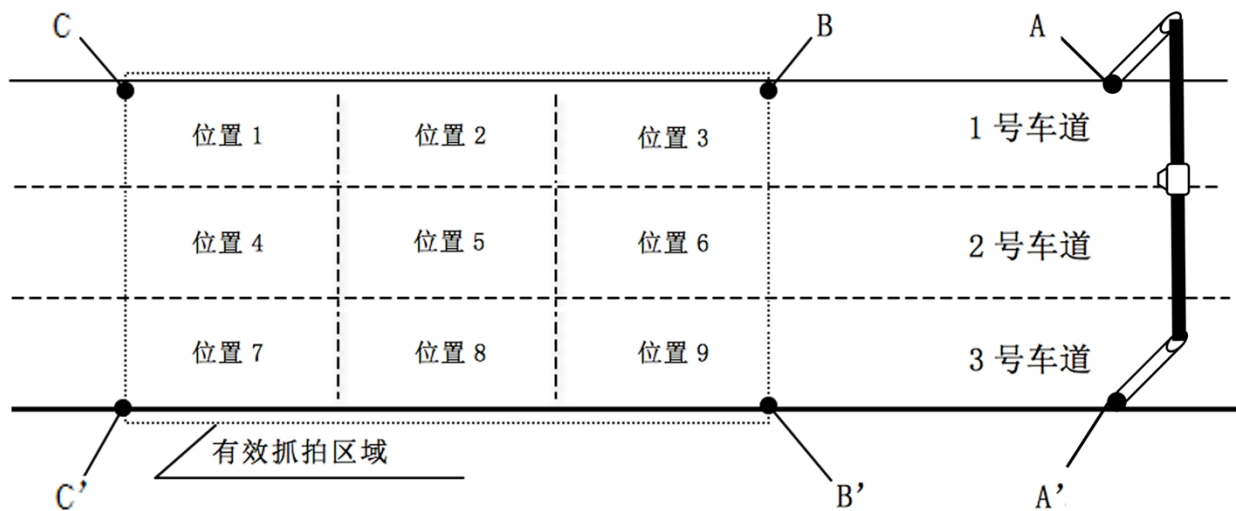 C
B
A
位置 1
位置 2
位置 3
1 号车道
位置 4
位置 5
位置 6
2 号车道
位置 7
位置 8
位置 9
3 号车道
有效抓拍区域
C'
B'
A'